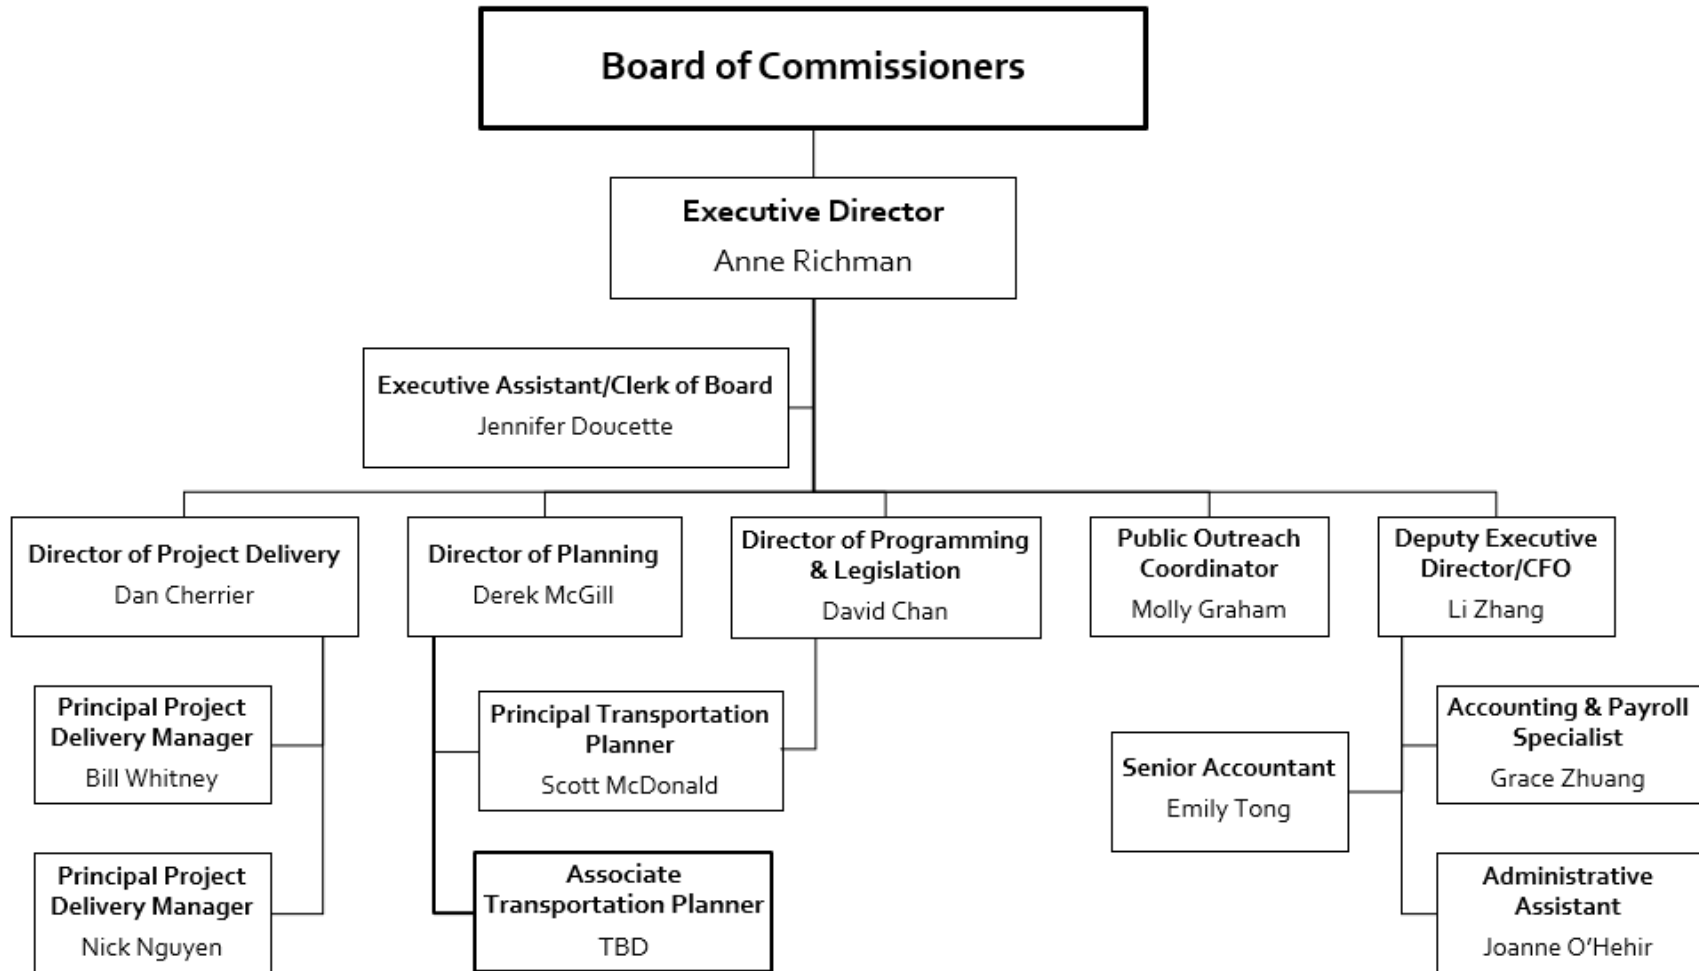 Board of Commissioners
Executive Director
Anne Richman
Executive Assistant/Clerk of Board
Jennifer Doucette
Director of Project Delivery
Dan Cherrier
Director of Planning
Derek McGill
Director of Programming
& Legislation
David Chan
Public Outreach
Coordinator
Molly Graham
Deputy Executive
Director/CFO
Li Zhang
Principal Project
Delivery Manager
Bill Whitney
Principal Transportation
Planner
Scott McDonald
Senior Accountant
Emily Tong
Accounting & Payroll
Specialist
Grace Zhuang
Principal Project
Delivery Manager
Nick Nguyen
Associate
Transportation Planner
TBD
Administrative
Assistant
Joanne O’Hehir